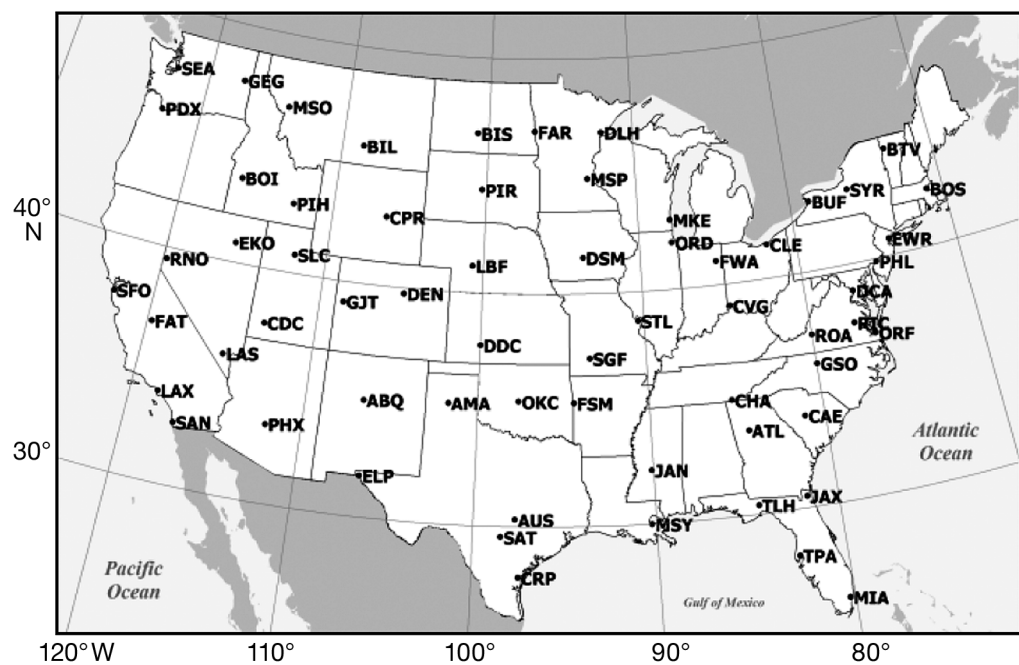 SEA
GEG
PDX
MSO
BIL
BIS
FAR
DLH
BTV
BOI
PIR
MSP
SYR
BOS
PIH
CPR
BUF
40°
N
MKE
EKO
SLC
ORD
CLE
EWR
RNO
LBF
DSM
FWA
PHL
SFO
GJT
DEN
DCA
FAT
CDC
STL
CVG
RIC
ORF
ROA
LAS
DDC
SGF
GSO
LAX
ABQ
AMA
OKC
FSM
CHA
SAN
PHX
CAE
ATL
Atlantic
Ocean
30°
ELP
JAN
JAX
TLH
AUS
MSY
SAT
TPA
CRP
Pacific
Ocean
Gulf of Mexico
MIA
120°W
110°
100°
90°
80°